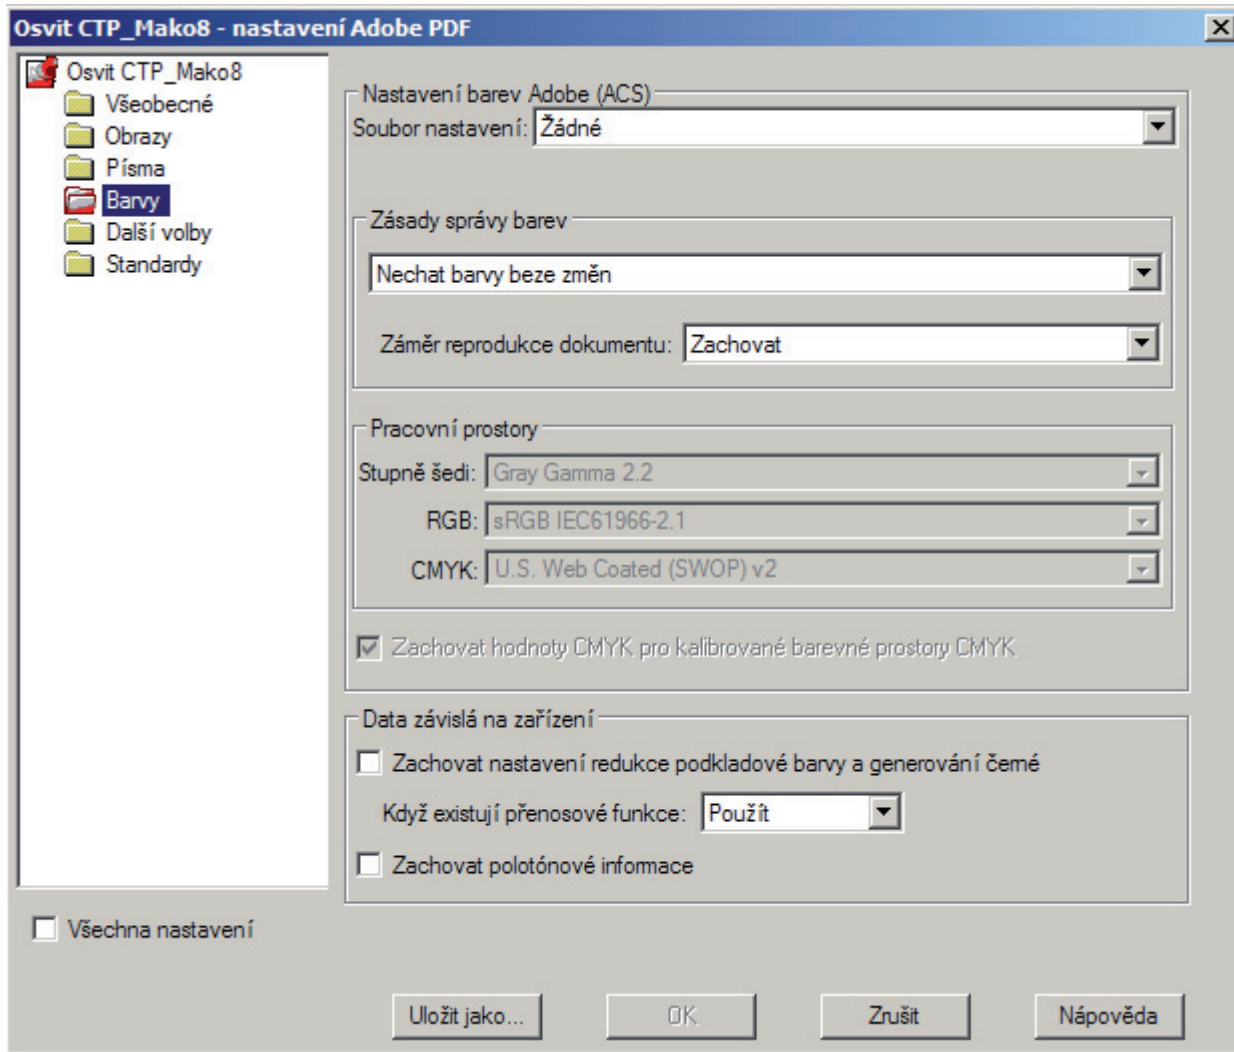 Osvit CTP_Mako8 - nastavení Adobe PDF
Osvit CTP_Mako8
Všeobecné
Obrazy
Písma
Barvy
Další volby
Standardy
Všechna nastavení
Nastavení barev Adobe (ACS)
Soubor nastavení: Žádné
Zásady správy barev
Nechat barvy beze změn
Záměr reprodukce dokumentu: Zachovat
Pracovní prostory
Stupně šedi: Gray Gamma 2.2
RGB: sRGB IEC61966-2.1
CMYK: U.S. Web Coated (SWOP) v2
Zachovat hodnoty CMYK pro kalibrované barevné prostory CMYK
Data závislá na zařízení
Zachovat nastavení redukce podkladové barvy a generování černé
Když existují přenosové funkce: Použít
Zachovat polotónové informace
Uložit jako... OK Zrušit Nápověda